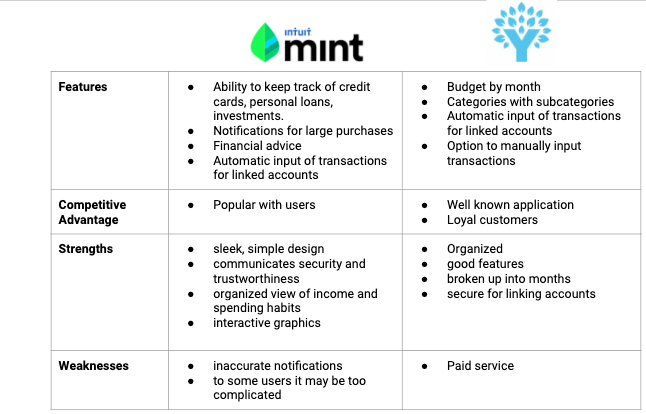 intuit
mint
Features
● Ability to keep track of credit
cards, personal loans,
investments.
● Notifications for large purchases
● Financial advice
● Automatic input of transactions
for linked accounts
● Budget by month
● Categories with subcategories
● Automatic input of transactions
for linked accounts
● Option to manually input
transactions
Competitive
Advantage
● Popular with users
● Well known application
● Loyal customers
Strengths
● sleek, simple design
● communicates security and
trustworthiness
● organized view of income and
spending habits
● interactive graphics
● Organized
● good features
● broken up into months
● secure for linking accounts
Weaknesses
● inaccurate notifications
● to some users it may be too
complicated
● Paid service